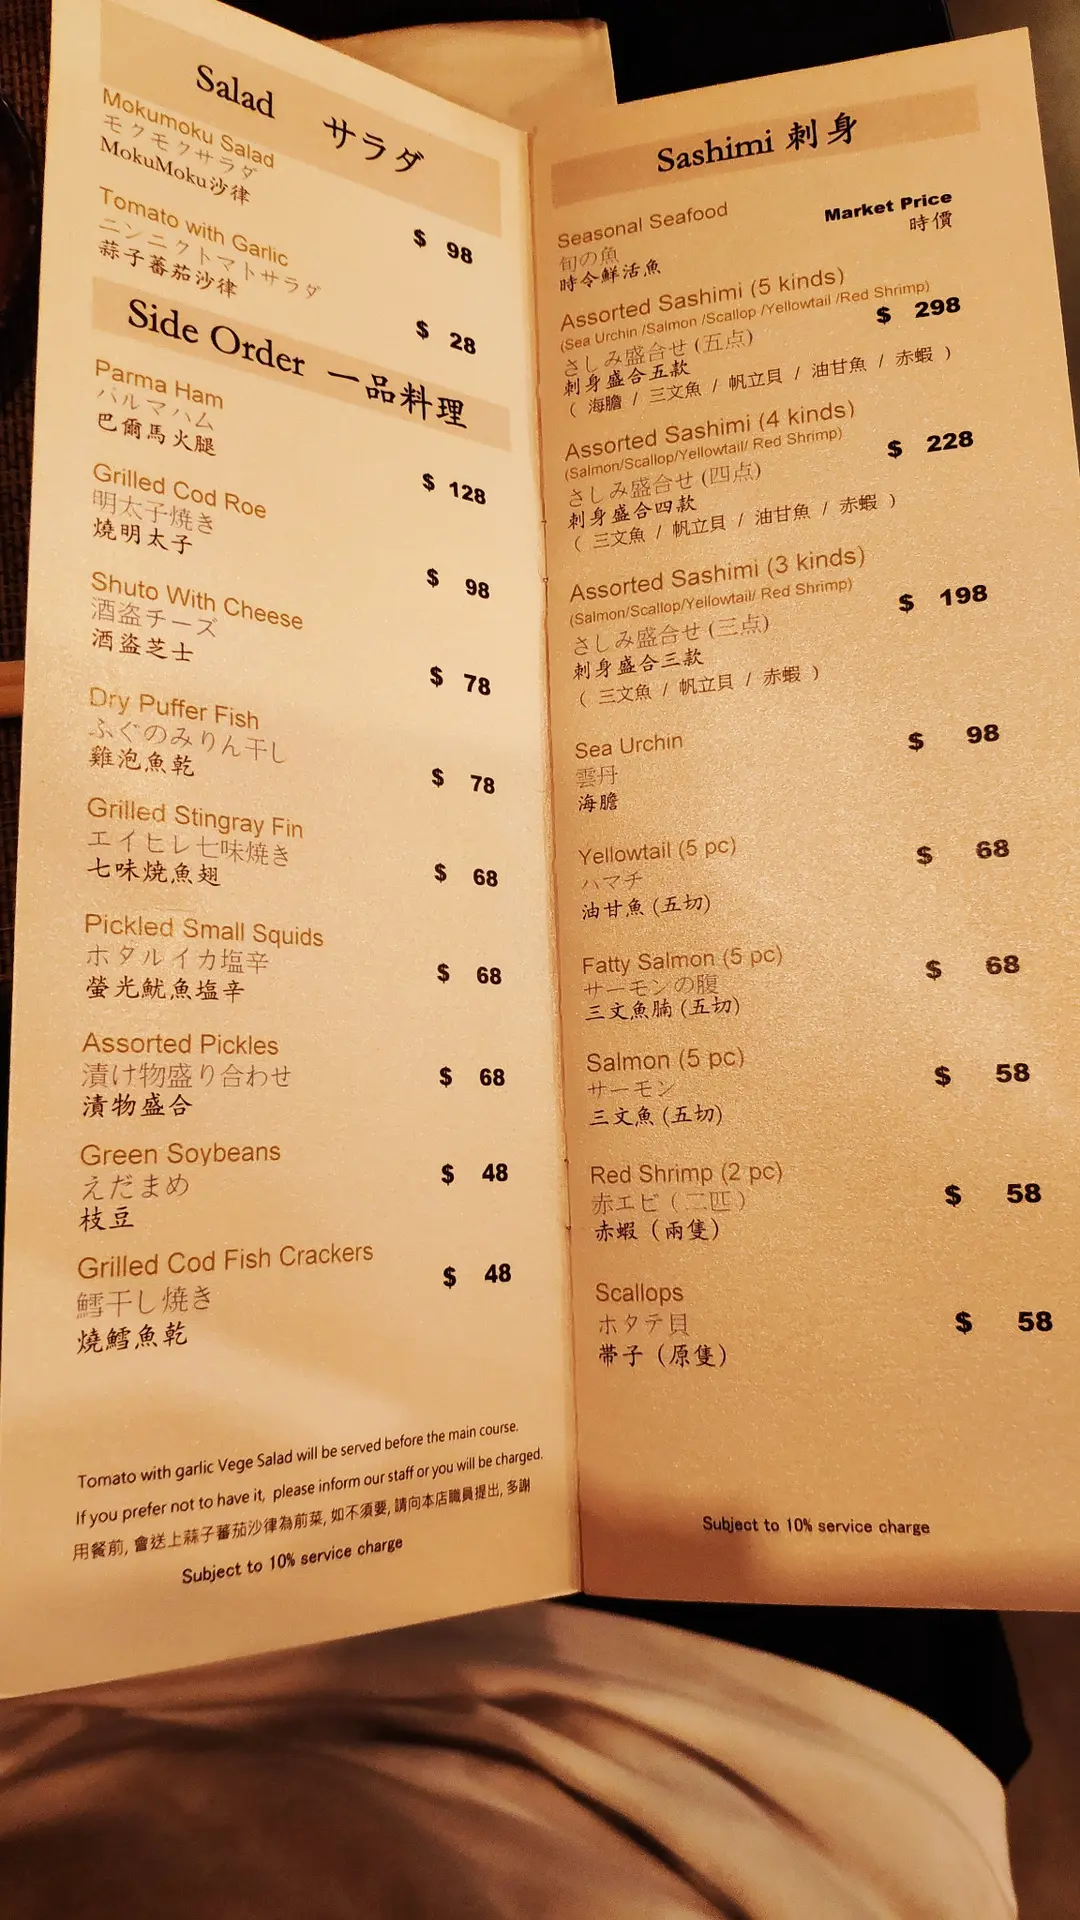 Salad サラダ
Mokumoku Salad
モクモクサラダ
MokuMoku沙律
$ 98
Tomato with Garlic
ニンニクトマトサラダ
蒜子蕃茄沙律
$ 28
Side Order 一品料理
Parma Ham
パルマハム
巴爾馬火腿
$ 128
Grilled Cod Roe
明太子焼き
燒明太子
$ 98
Shuto With Cheese
酒盗チーズ
酒盜芝士
$ 78
Dry Puffer Fish
ふぐのみりん干し
雞泡魚乾
$ 78
Grilled Stingray Fin
エイヒレ七味焼き
七味燒魚翅
$ 68
Pickled Small Squids
ホタルイカ塩辛
螢光魷魚塩辛
$ 68
Assorted Pickles
漬け物盛り合わせ
漬物盛合
$ 68
Green Soybeans
えだまめ
枝豆
$ 48
Grilled Cod Fish Crackers
鱈干し焼き
燒鱈魚乾
$ 48
Tomato with garlic Vege Salad will be served before the main course.
If you prefer not to have it, please inform our staff or you will be charged.
用餐前, 會送上蒜子蕃茄沙律為前菜, 如不須要, 請向本店職員提出, 多謝
Subject to 10% service charge
Sashimi 刺身
Seasonal Seafood
旬の魚
時令鮮活魚
Market Price
時價
Assorted Sashimi (5 kinds)
(Sea Urchin /Salmon /Scallop /Yellowtail /Red Shrimp)
さしみ盛合せ (五点)
刺身盛合五款
( 海膽 / 三文魚 / 帆立貝 / 油甘魚 / 赤蝦 )
$ 298
Assorted Sashimi (4 kinds)
(Salmon/Scallop/Yellowtail/ Red Shrimp)
さしみ盛合せ (四点)
刺身盛合四款
( 三文魚 / 帆立貝 / 油甘魚 / 赤蝦 )
$ 228
Assorted Sashimi (3 kinds)
(Salmon/Scallop/Yellowtail/ Red Shrimp)
さしみ盛合せ (三点)
刺身盛合三款
( 三文魚 / 帆立貝 / 赤蝦 )
$ 198
Sea Urchin
雲丹
海膽
$ 98
Yellowtail (5 pc)
ハマチ
油甘魚 (五切)
$ 68
Fatty Salmon (5 pc)
サーモンの腹
三文魚腩 (五切)
$ 68
Salmon (5 pc)
サーモン
三文魚 (五切)
$ 58
Red Shrimp (2 pc)
赤エビ (二匹)
赤蝦 (兩隻)
$ 58
Scallops
ホタテ貝
帶子 (原隻)
$ 58
Subject to 10% service charge